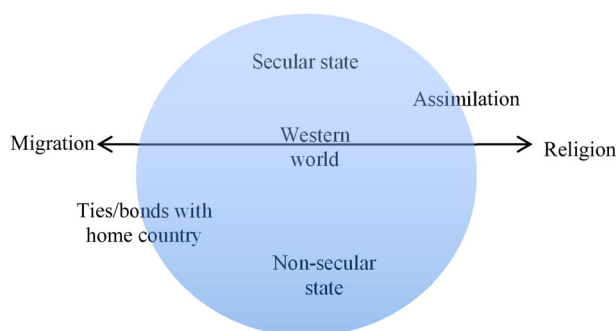 Secular state
Assimilation
Migration
Western
world
Religion
Ties/bonds with
home country
Non-secular
state